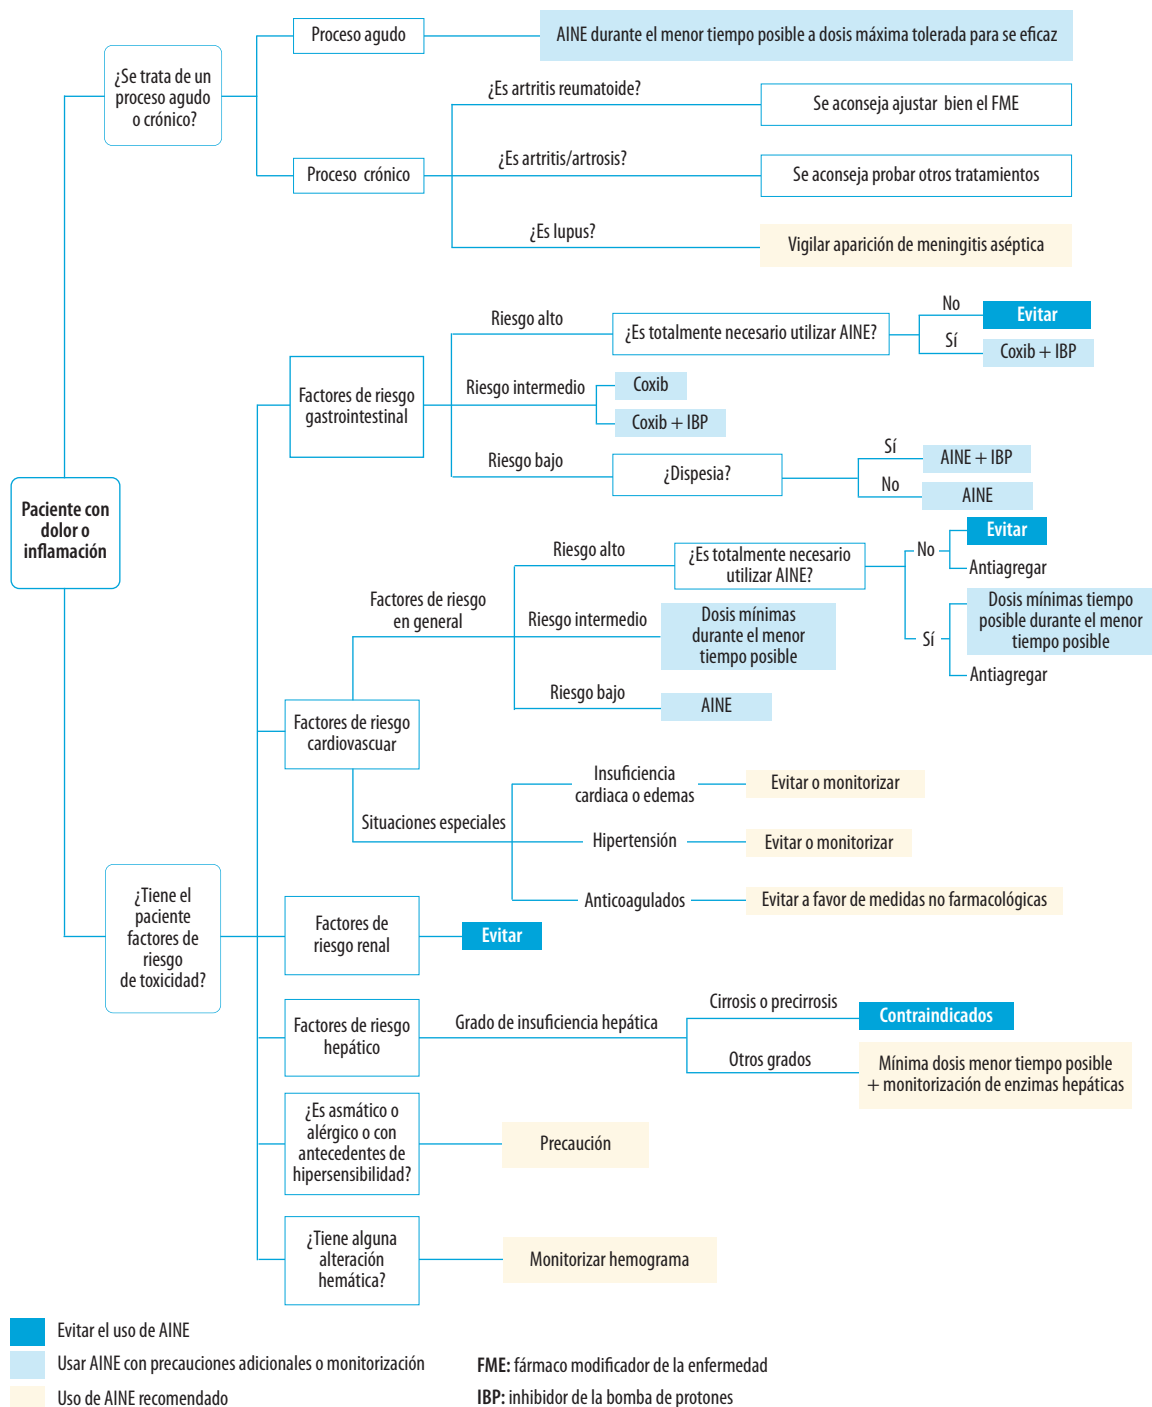 Paciente con
dolor o
inflamación
¿Se trata de un
proceso agudo
o crónico?
Proceso agudo
AINE durante el menor tiempo posible a dosis máxima tolerada para se eficaz
Proceso crónico
¿Es artritis reumatoide?
Se aconseja ajustar bien el FME
¿Es artritis/artrosis?
Se aconseja probar otros tratamientos
¿Es lupus?
Vigilar aparición de meningitis aséptica
¿Tiene el
paciente
factores de
riesgo
de toxicidad?
Factores de riesgo
gastrointestinal
Riesgo alto
¿Es totalmente necesario utilizar AINE?
No
Evitar
Sí
Coxib + IBP
Riesgo intermedio
Coxib
Coxib + IBP
Riesgo bajo
¿Dispesia?
Sí
AINE + IBP
No
AINE
Factores de riesgo
cardiovascuar
Factores de riesgo
en general
Riesgo alto
¿Es totalmente necesario
utilizar AINE?
No
Evitar
Antiagregar
Sí
Dosis mínimas tiempo
posible durante el menor
tiempo posible
Antiagregar
Riesgo intermedio
Dosis mínimas
durante el menor
tiempo posible
Riesgo bajo
AINE
Situaciones especiales
Insuficiencia
cardiaca o edemas
Evitar o monitorizar
Hipertensión
Evitar o monitorizar
Anticoagulados
Evitar a favor de medidas no farmacológicas
Factores de
riesgo renal
Evitar
Factores de riesgo
hepático
Grado de insuficiencia hepática
Cirrosis o precirrosis
Contraindicados
Otros grados
Mínima dosis menor tiempo posible
+ monitorización de enzimas hepáticas
¿Es asmático o
alérgico o con
antecedentes de
hipersensibilidad?
Precaución
¿Tiene alguna
alteración
hemática?
Monitorizar hemograma
Evitar el uso de AINE
Usar AINE con precauciones adicionales o monitorización
Uso de AINE recomendado
FME: fármaco modificador de la enfermedad
IBP: inhibidor de la bomba de protones